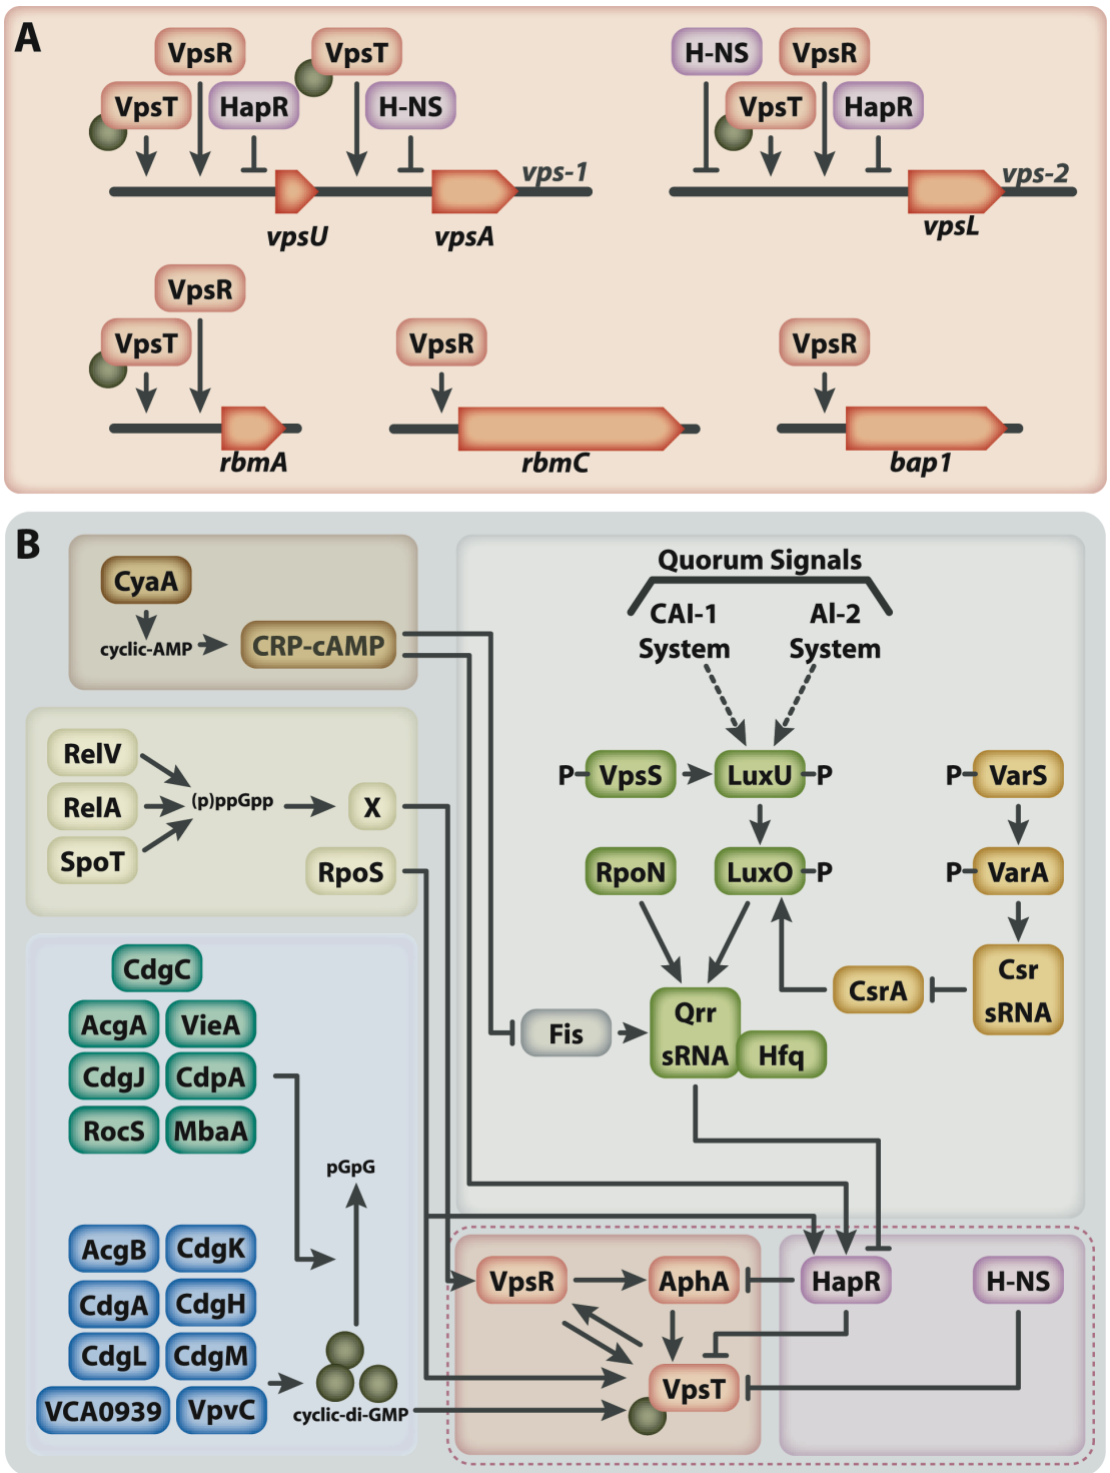 A
VpsR
VpsT
H-NS
VpsR
VpsT
HapR
H-NS
VpsT
HapR
vps-1
vps-2
vpsU
vpsA
vpsL
VpsR
VpsT
VpsR
VpsR
rbmA
rbmC
bap1
B
CyaA
cyclic-AMP
CRP-cAMP
Quorum Signals
CAI-1
System
AI-2
System
RelV
RelA
SpoT
(p)ppGpp
X
RpoS
P
VpsS
LuxU
P
P
VarS
RpoN
LuxO
P
P
VarA
CdgC
AcgA
VieA
CdgJ
CdpA
RocS
MbaA
Fis
Qrr
sRNA
Hfq
CsrA
Csr
sRNA
pGpG
AcgB
CdgK
CdgA
CdgH
CdgL
CdgM
VCA0939
VpvC
cyclic-di-GMP
VpsR
AphA
HapR
H-NS
VpsT